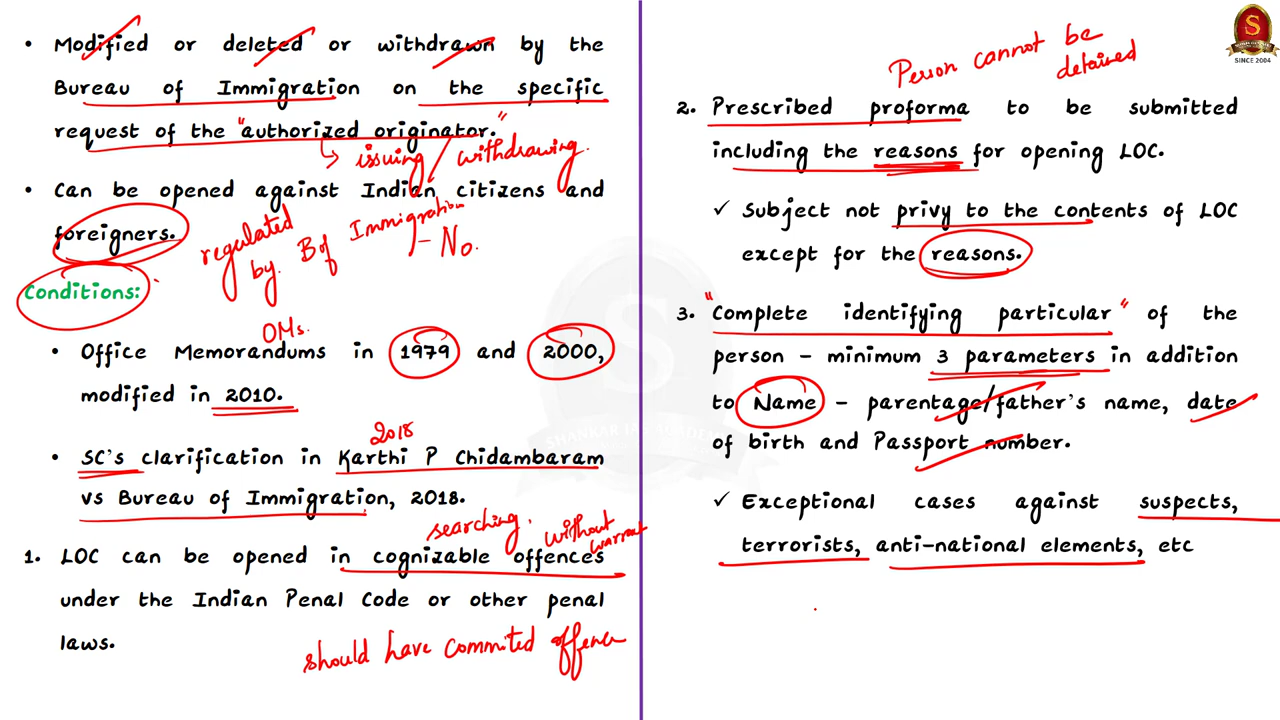 • Modified or deleted or withdrawn by the
Bureau of Immigration on the specific
request of the "authorized originator."
issuing withdrawing.
• Can be opened against Indian citizens and
foreigners.
regulated
by. B of Immigration
- No.
Conditions:
OMs.
• Office Memorandums in 1979 and 2000,
modified in 2010.
2018
• SC's clarification in Karthi P Chidambaram
vs Bureau of Immigration, 2018.
searching. without
warrant
1. LOC can be opened in cognizable offences
under the Indian Penal Code or other penal
laws.
should have commited offence
Person cannot be
detained
2. Prescribed proforma to be submitted
including the reasons for opening LOC.
✓ Subject not privy to the contents of LOC
except for the reasons.
3. "Complete identifying particular" of the
person – minimum 3 parameters in addition
to Name – parentage/father's name, date
of birth and Passport number.
✓ Exceptional cases against suspects,
terrorists, anti-national elements, etc
S
SINCE 2004
SHANKAR IAS ACADEMY